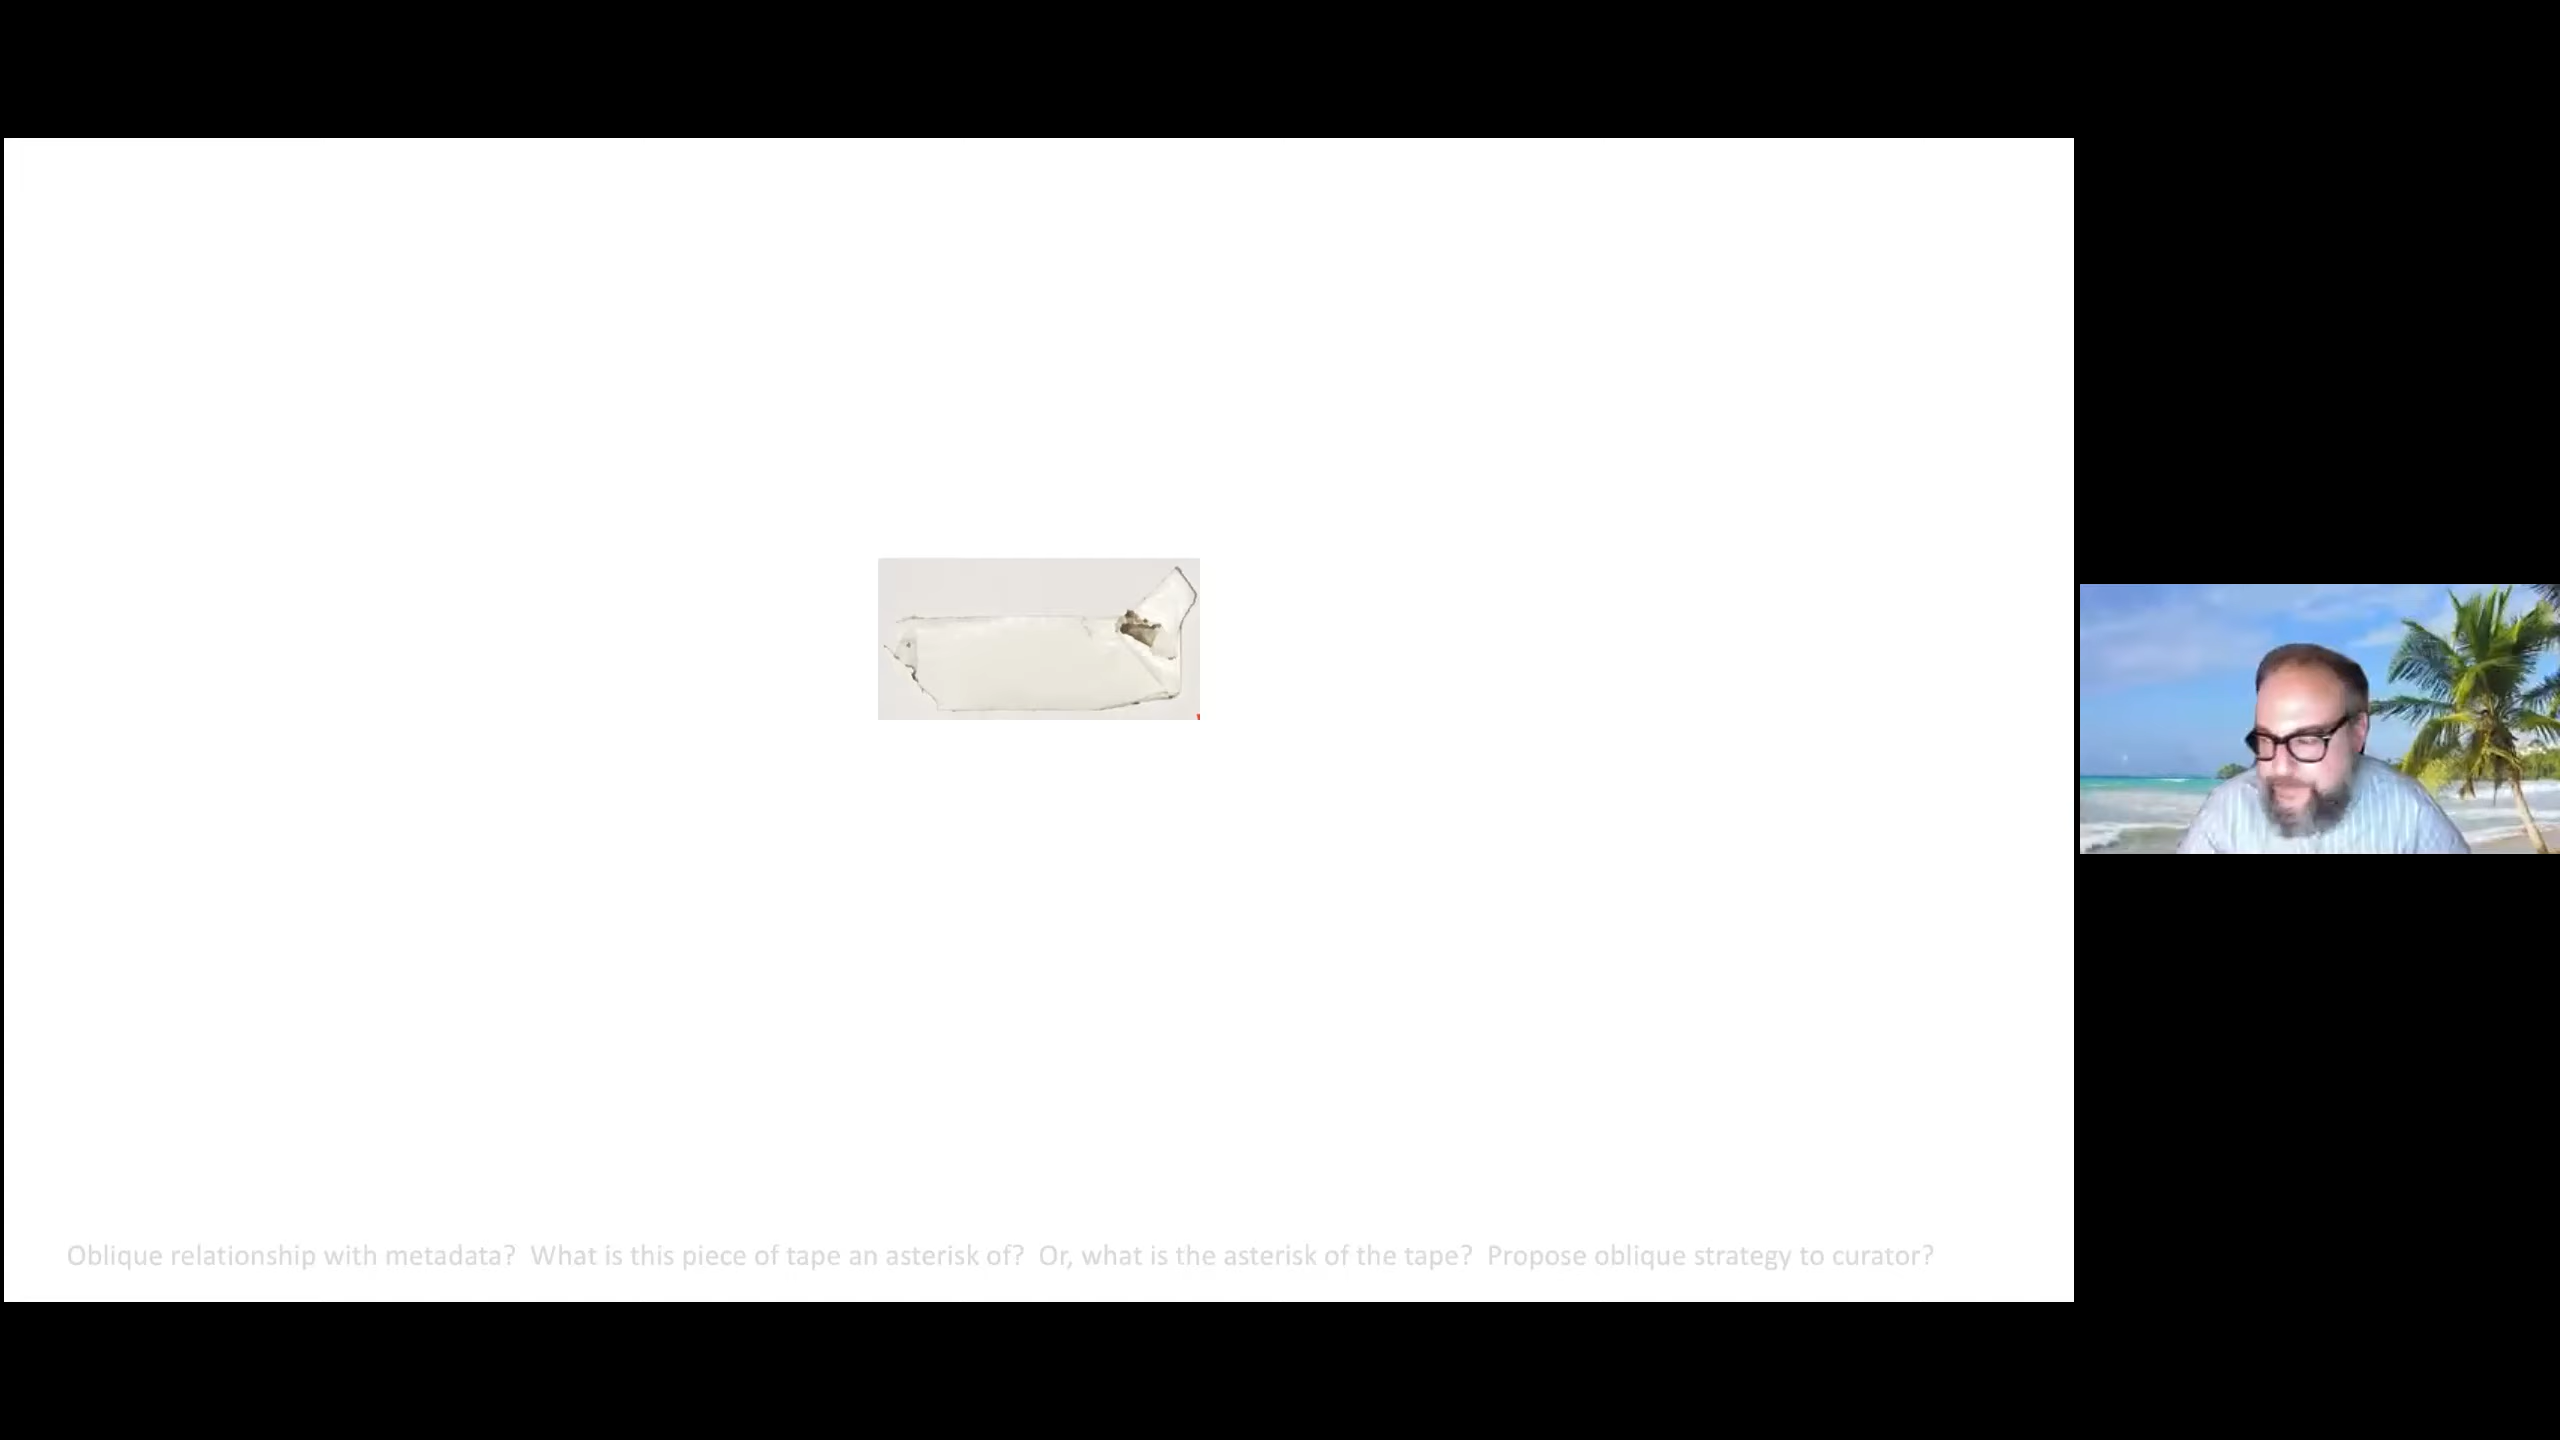 Oblique relationship with metadata?  What is this piece of tape an asterisk of?  Or, what is the asterisk of the tape?  Propose oblique strategy to curator?